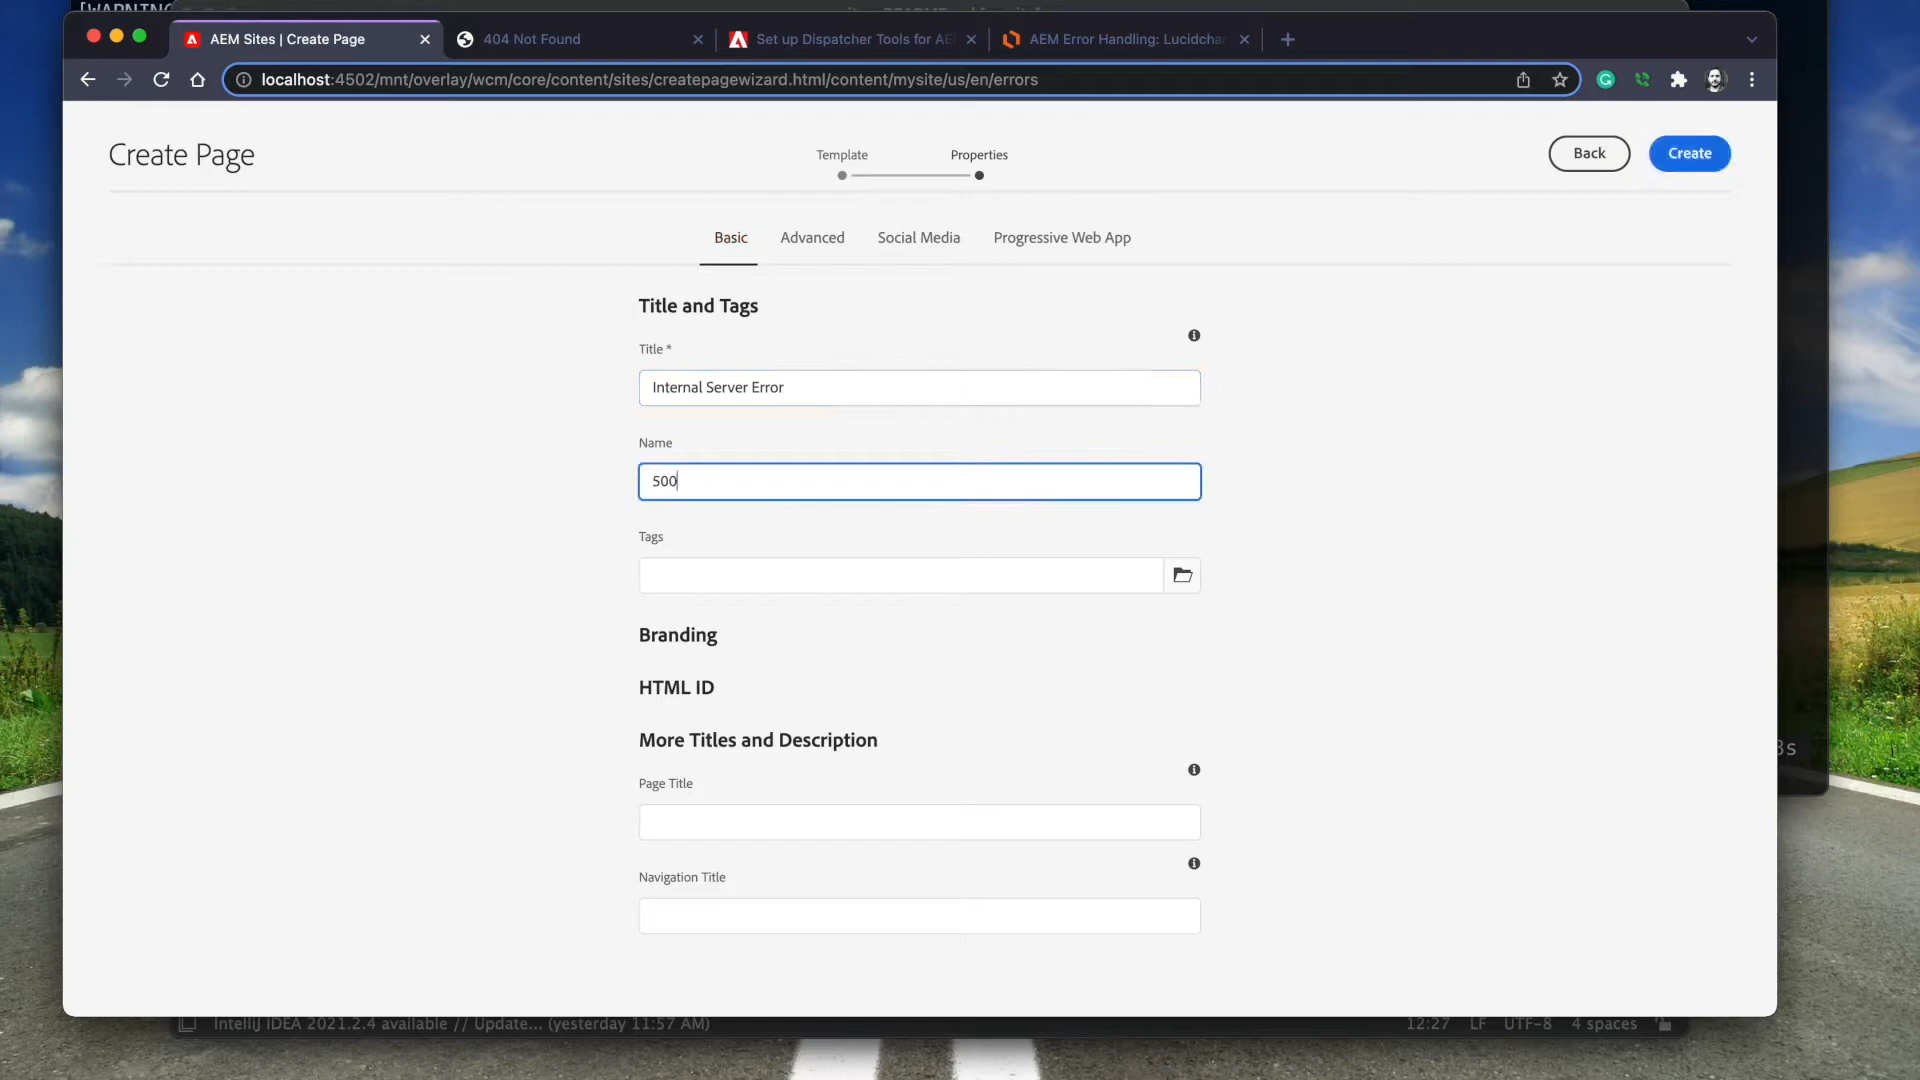 AEM Sites | Create Page
404 Not Found
Set up Dispatcher Tools for AE
AEM Error Handling: Lucidchar
localhost:4502/mnt/overlay/wcm/core/content/sites/createpagewizard.html/content/mysite/us/en/errors
Create Page
Template
Properties
Back
Create
Basic
Advanced
Social Media
Progressive Web App
Title and Tags
Title *
Internal Server Error
Name
500
Tags
Branding
HTML ID
More Titles and Description
Page Title
Navigation Title
IntelliJ IDEA 2021.2.4 available // Update... (yesterday 11:57 AM)
12:27 LF UTF-8 4 spaces